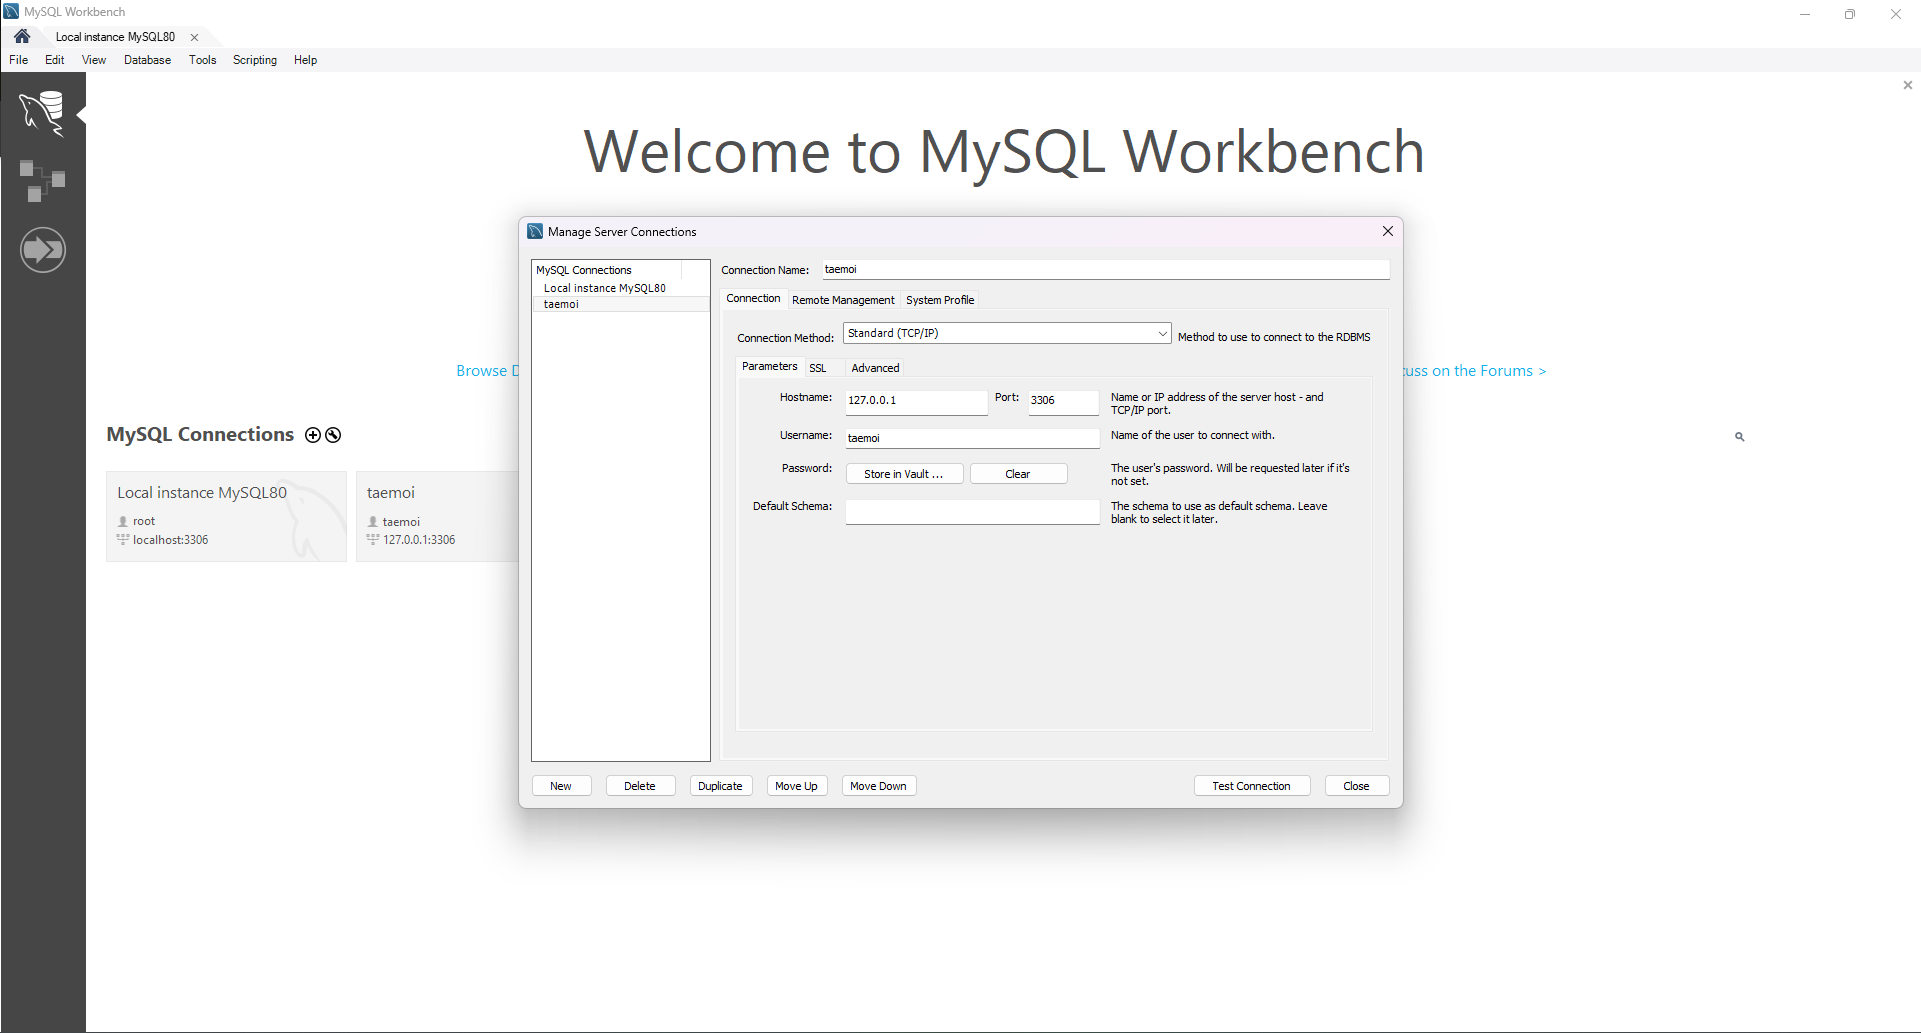 MySQL Workbench
Local instance MySQL80
File Edit View Database Tools Scripting Help
Welcome to MySQL Workbench
Browse D
cuss on the Forums >
MySQL Connections
Local instance MySQL80
root
localhost:3306
taemoi
taemoi
127.0.0.1:3306
Manage Server Connections
MySQL Connections
Local instance MySQL80
taemoi
Connection Name: taemoi
Connection Remote Management System Profile
Connection Method: Standard (TCP/IP) Method to use to connect to the RDBMS
Parameters SSL Advanced
Hostname: 127.0.0.1 Port: 3306 Name or IP address of the server host - and
TCP/IP port.
Username: taemoi Name of the user to connect with.
Password: Store in Vault ... Clear The user's password. Will be requested later if it's
not set.
Default Schema: The schema to use as default schema. Leave
blank to select it later.
New Delete Duplicate Move Up Move Down Test Connection Close